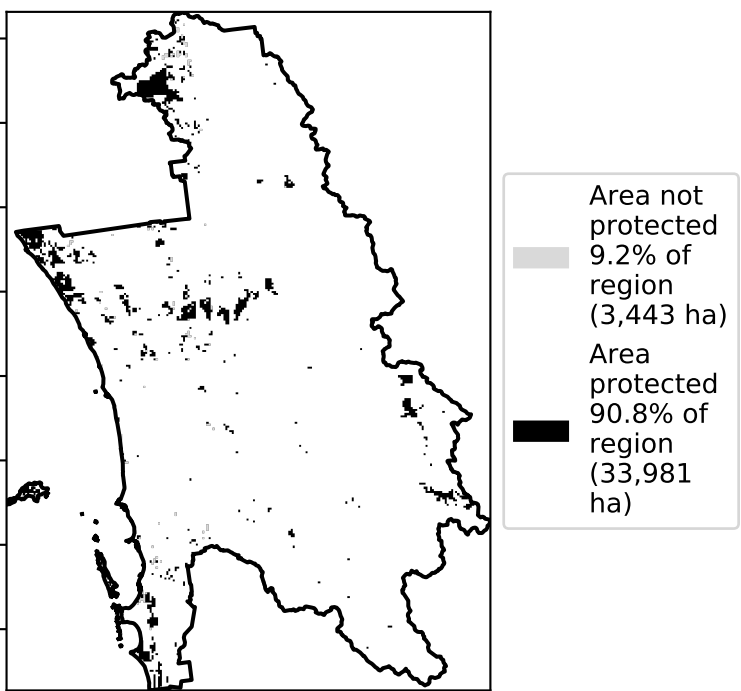 Area not
protected
9.2% of
region
(3,443 ha)
Area
protected
90.8% of
region
(33,981
ha)